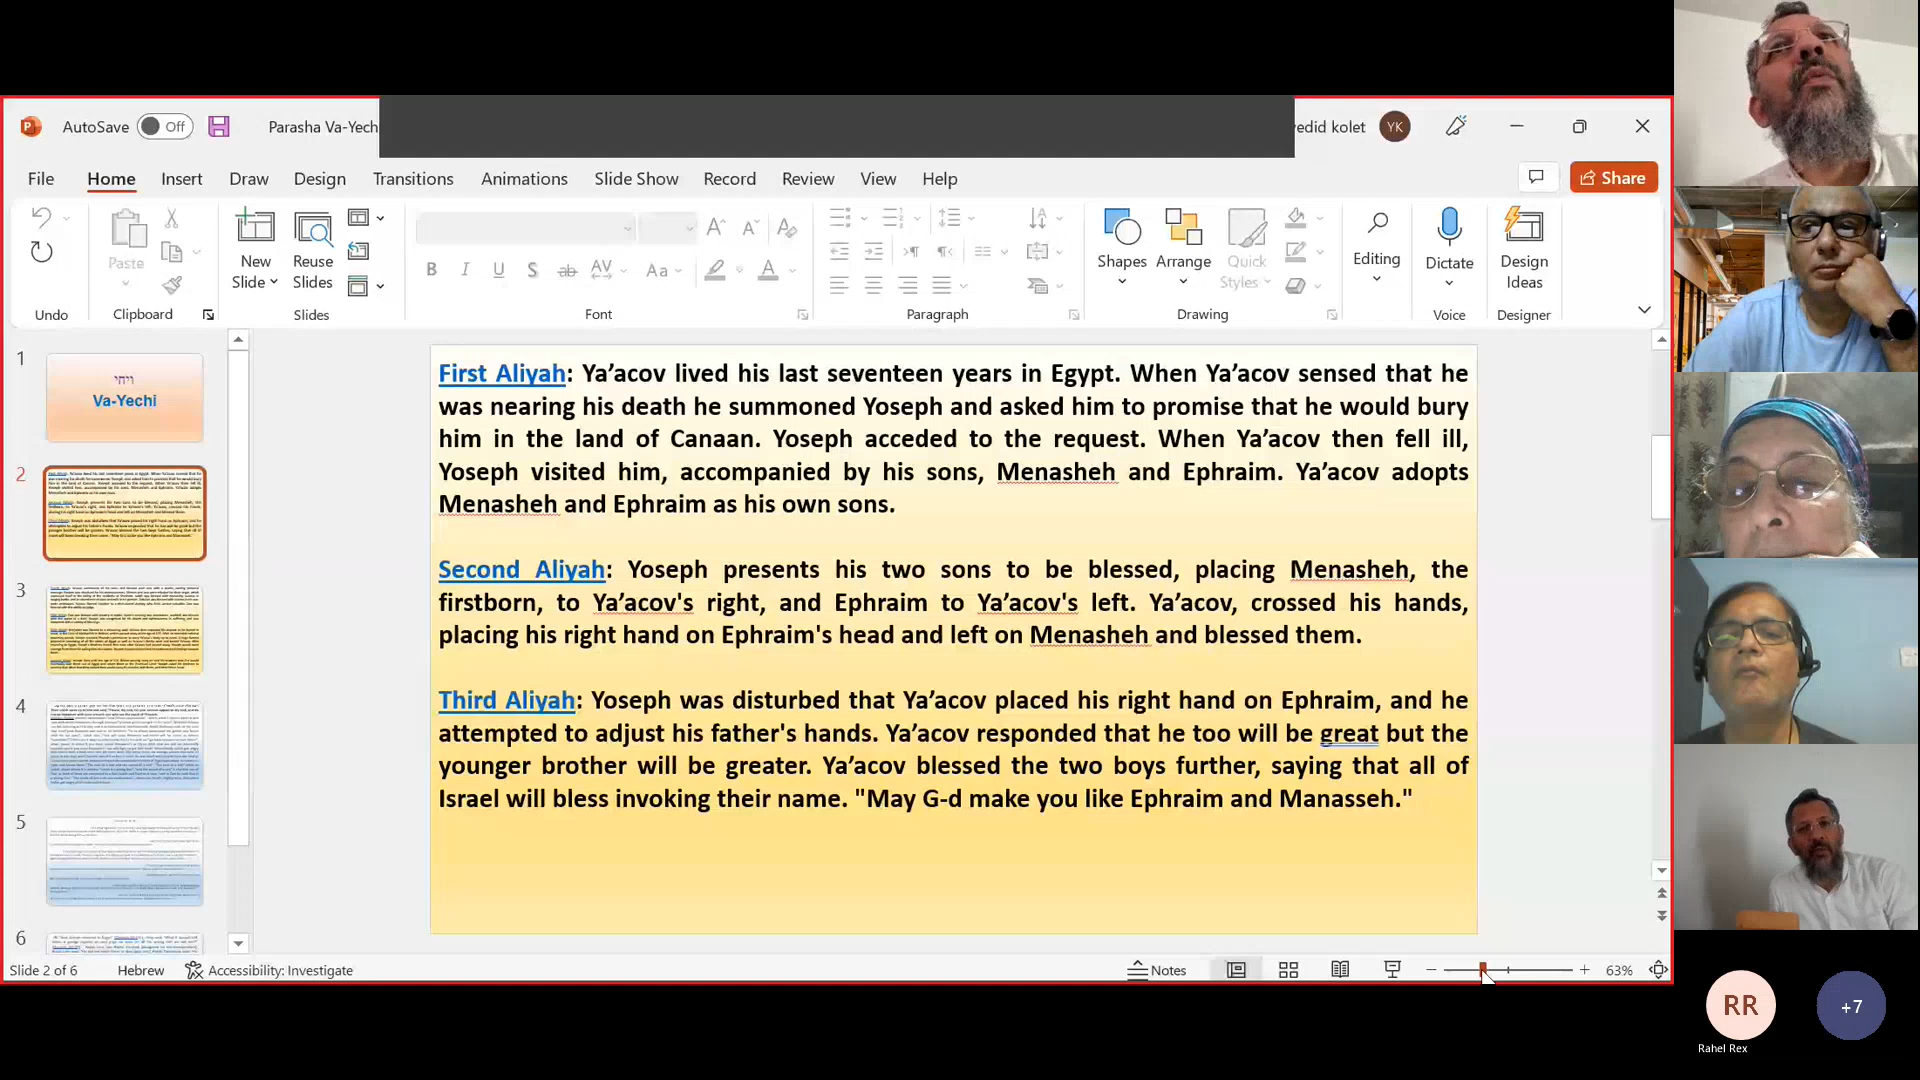 AutoSave Off Parasha Va-Yech edid kolet YK
File Home Insert Draw Design Transitions Animations Slide Show Record Review View Help Share
Paste
New
Slide
Reuse
Slides
B I U S ab AV Aa A
Shapes
Arrange
Quick
Styles
Editing
Dictate
Design
Ideas
Undo Clipboard Slides Font Paragraph Drawing Voice Designer
1
ויחי
Va-Yechi
2
3
4
5
6
First Aliyah: Ya’acov lived his last seventeen years in Egypt. When Ya’acov sensed that he
was nearing his death he summoned Yoseph and asked him to promise that he would bury
him in the land of Canaan. Yoseph acceded to the request. When Ya’acov then fell ill,
Yoseph visited him, accompanied by his sons, Menasheh and Ephraim. Ya’acov adopts
Menasheh and Ephraim as his own sons.
Second Aliyah: Yoseph presents his two sons to be blessed, placing Menasheh, the
firstborn, to Ya’acov's right, and Ephraim to Ya’acov's left. Ya’acov, crossed his hands,
placing his right hand on Ephraim's head and left on Menasheh and blessed them.
Third Aliyah: Yoseph was disturbed that Ya’acov placed his right hand on Ephraim, and he
attempted to adjust his father's hands. Ya’acov responded that he too will be great but the
younger brother will be greater. Ya’acov blessed the two boys further, saying that all of
Israel will bless invoking their name. "May G-d make you like Ephraim and Manasseh."
Slide 2 of 6 Hebrew Accessibility: Investigate Notes 63%
RR
+7
Rahel Rex